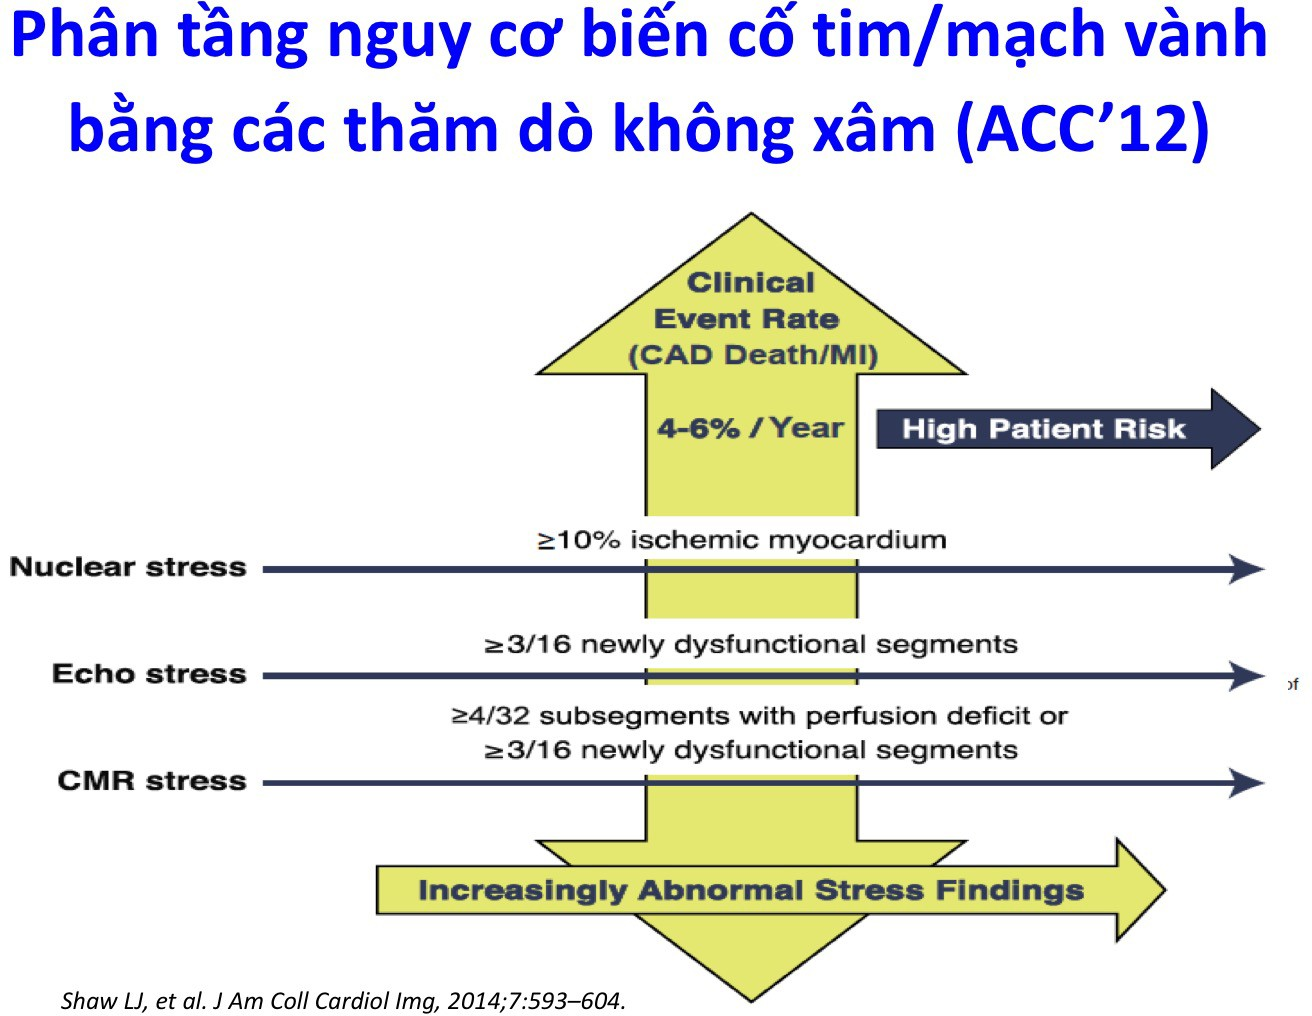 Phân tầng nguy cơ biến cố tim/mạch vành
bằng các thăm dò không xâm (ACC’12)
Clinical
Event Rate
(CAD Death/MI)
4-6% / Year
High Patient Risk
≥10% ischemic myocardium
Nuclear stress
≥3/16 newly dysfunctional segments
Echo stress
of
≥4/32 subsegments with perfusion deficit or
≥3/16 newly dysfunctional segments
CMR stress
Increasingly Abnormal Stress Findings
Shaw LJ, et al. J Am Coll Cardiol Img, 2014;7:593–604.